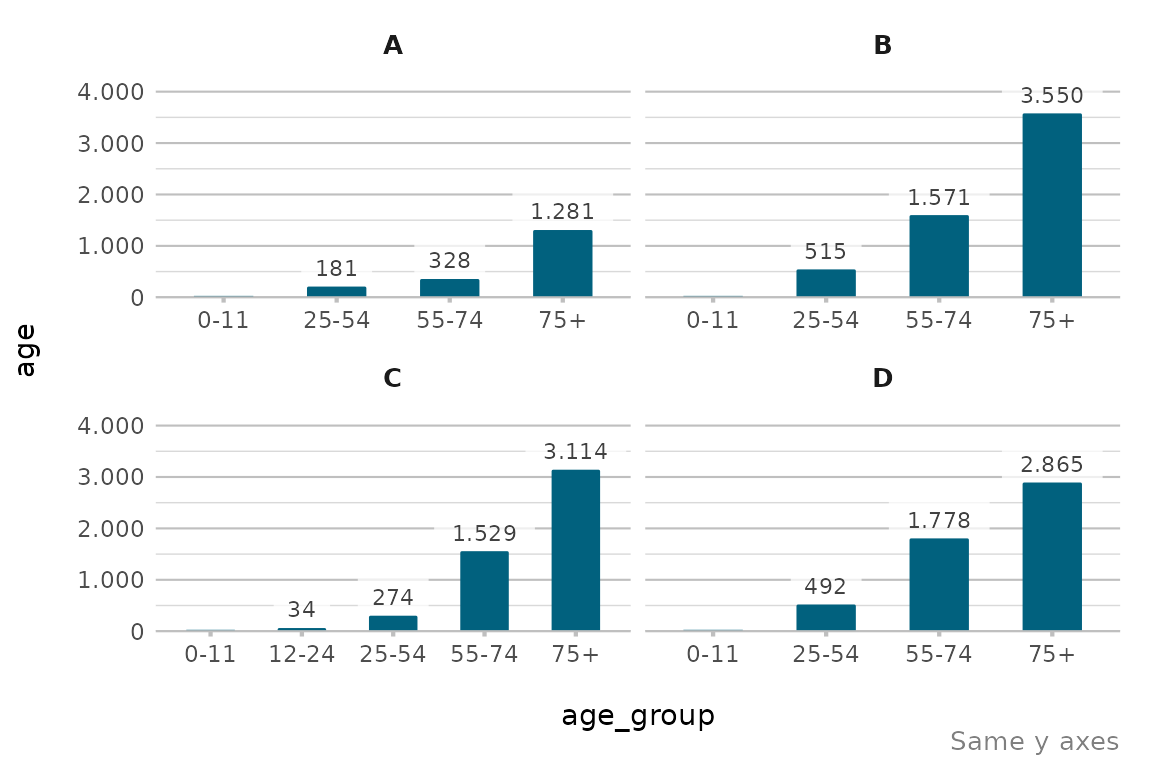 A
B
4.000
3.000
2.000
1.000
0
181
328
1.281
515
1.571
3.550
0-11 25-54 55-74 75+
0-11 25-54 55-74 75+
age
C
D
4.000
3.000
2.000
1.000
0
34
274
1.529
3.114
492
1.778
2.865
0-11 12-24 25-54 55-74 75+
0-11 25-54 55-74 75+
age_group
Same y axes